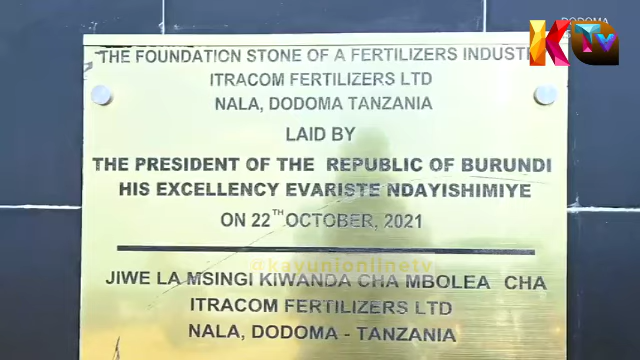 DODOMA
KTv
THE FOUNDATION STONE OF A FERTILIZERS
ITRACOM FERTILIZERS LTD
NALA, DODOMA TANZANIA
LAID BY
THE PRESIDENT OF THE REPUBLIC OF BURUNDI
HIS EXCELLENCY EVARISTE NDAYISHIMIYE
ON 22TH OCTOBER, 2021
@kayunionlinetv
JIWE LA MSINGI KIWANDA CHA MBOLEA CHA
ITRACOM FERTILIZERS LTD
NALA, DODOMA - TANZANIA